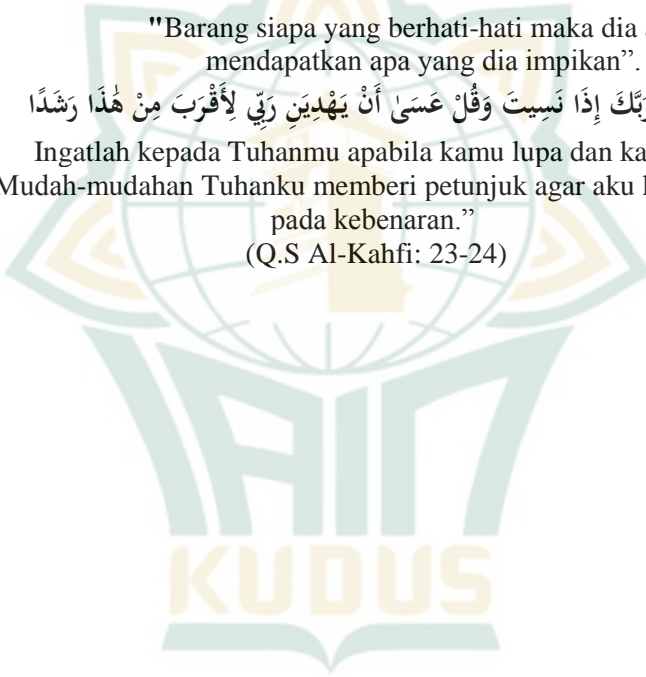 "Barang siapa yang berhati-hati maka dia
mendapatkan apa yang dia impikan”.
رَبَّكَ إِذَا نَسِيتَ وَقُلْ عَسَىٰ أَنْ يَهْدِيَنِ رَبِّي لِأَقْرَبَ مِنْ هَٰذَا رَشَدًا
Ingatlah kepada Tuhanmu apabila kamu lupa dan
Mudah-mudahan Tuhanku memberi petunjuk agar aku
pada kebenaran.”
(Q.S Al-Kahfi: 23-24)
IAIN
KUDUS